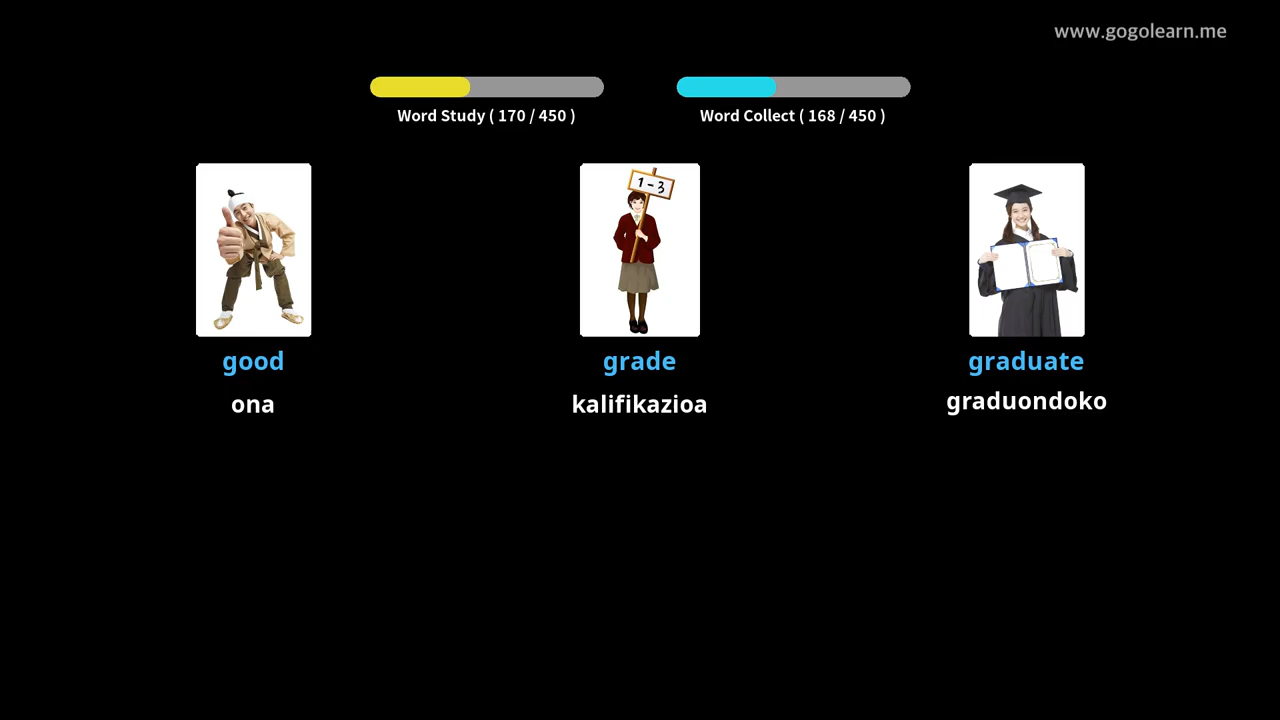 www.gogolearn.me
Word Study ( 170 / 450 )
Word Collect ( 168 / 450 )
1 - 3
good
grade
graduate
ona
kalifikazioa
graduondoko